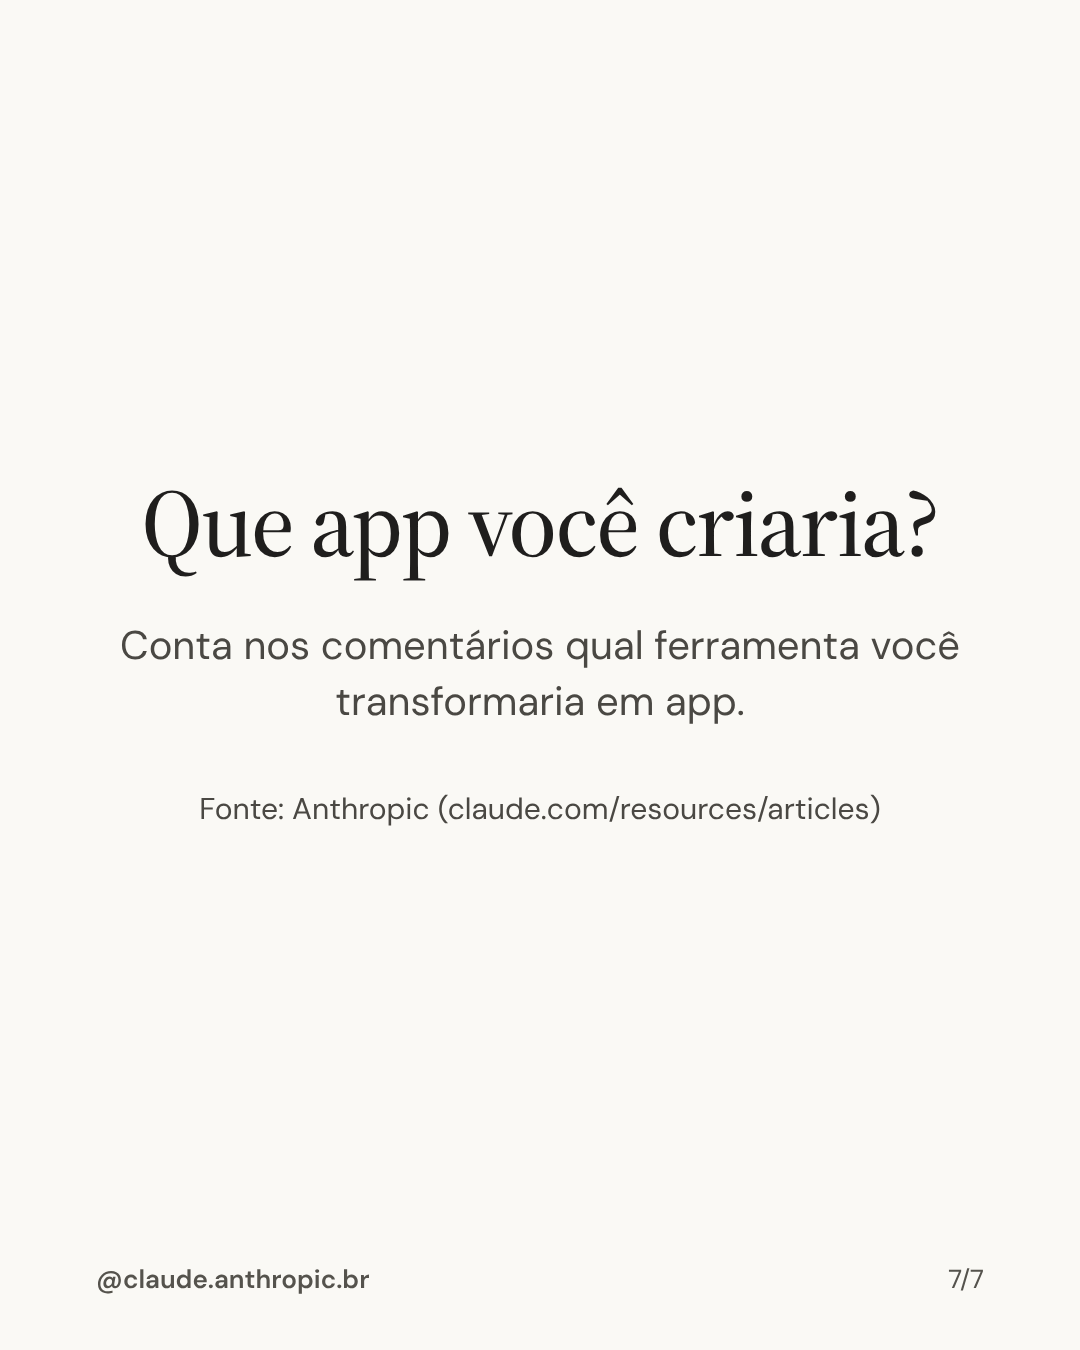 Que app você criaria?
Conta nos comentários qual ferramenta você
transformaria em app.
Fonte: Anthropic (claude.com/resources/articles)
@claude.anthropic.br
7/7